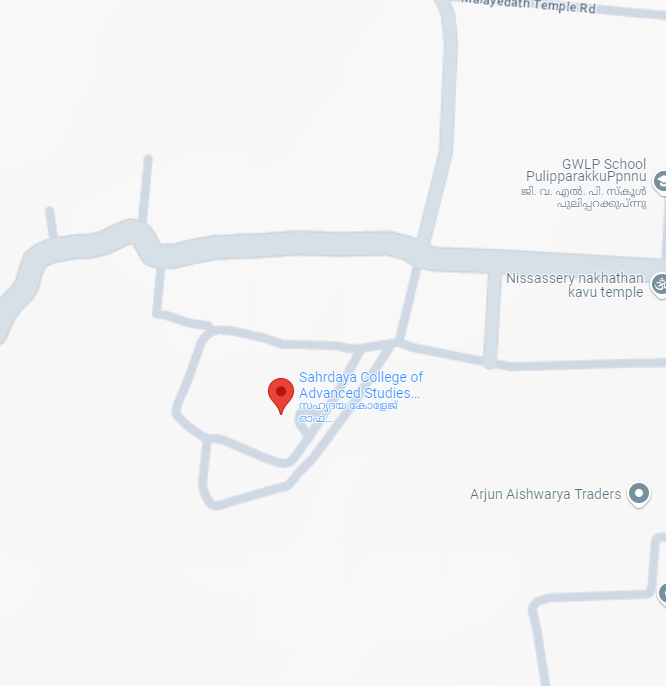 Malayedath Temple Rd
GWLP School
PulipparakkuPpnnu
ജി. വ. എൽ. പി. സ്കൂൾ
പുലിപ്പറക്കുപ്ന്നു
Nissassery nakhathan
kavu temple
Sahrdaya College of
Advanced Studies...
സഹൃദയ കോളേജ്
ഓഫ്...
Arjun Aishwarya Traders